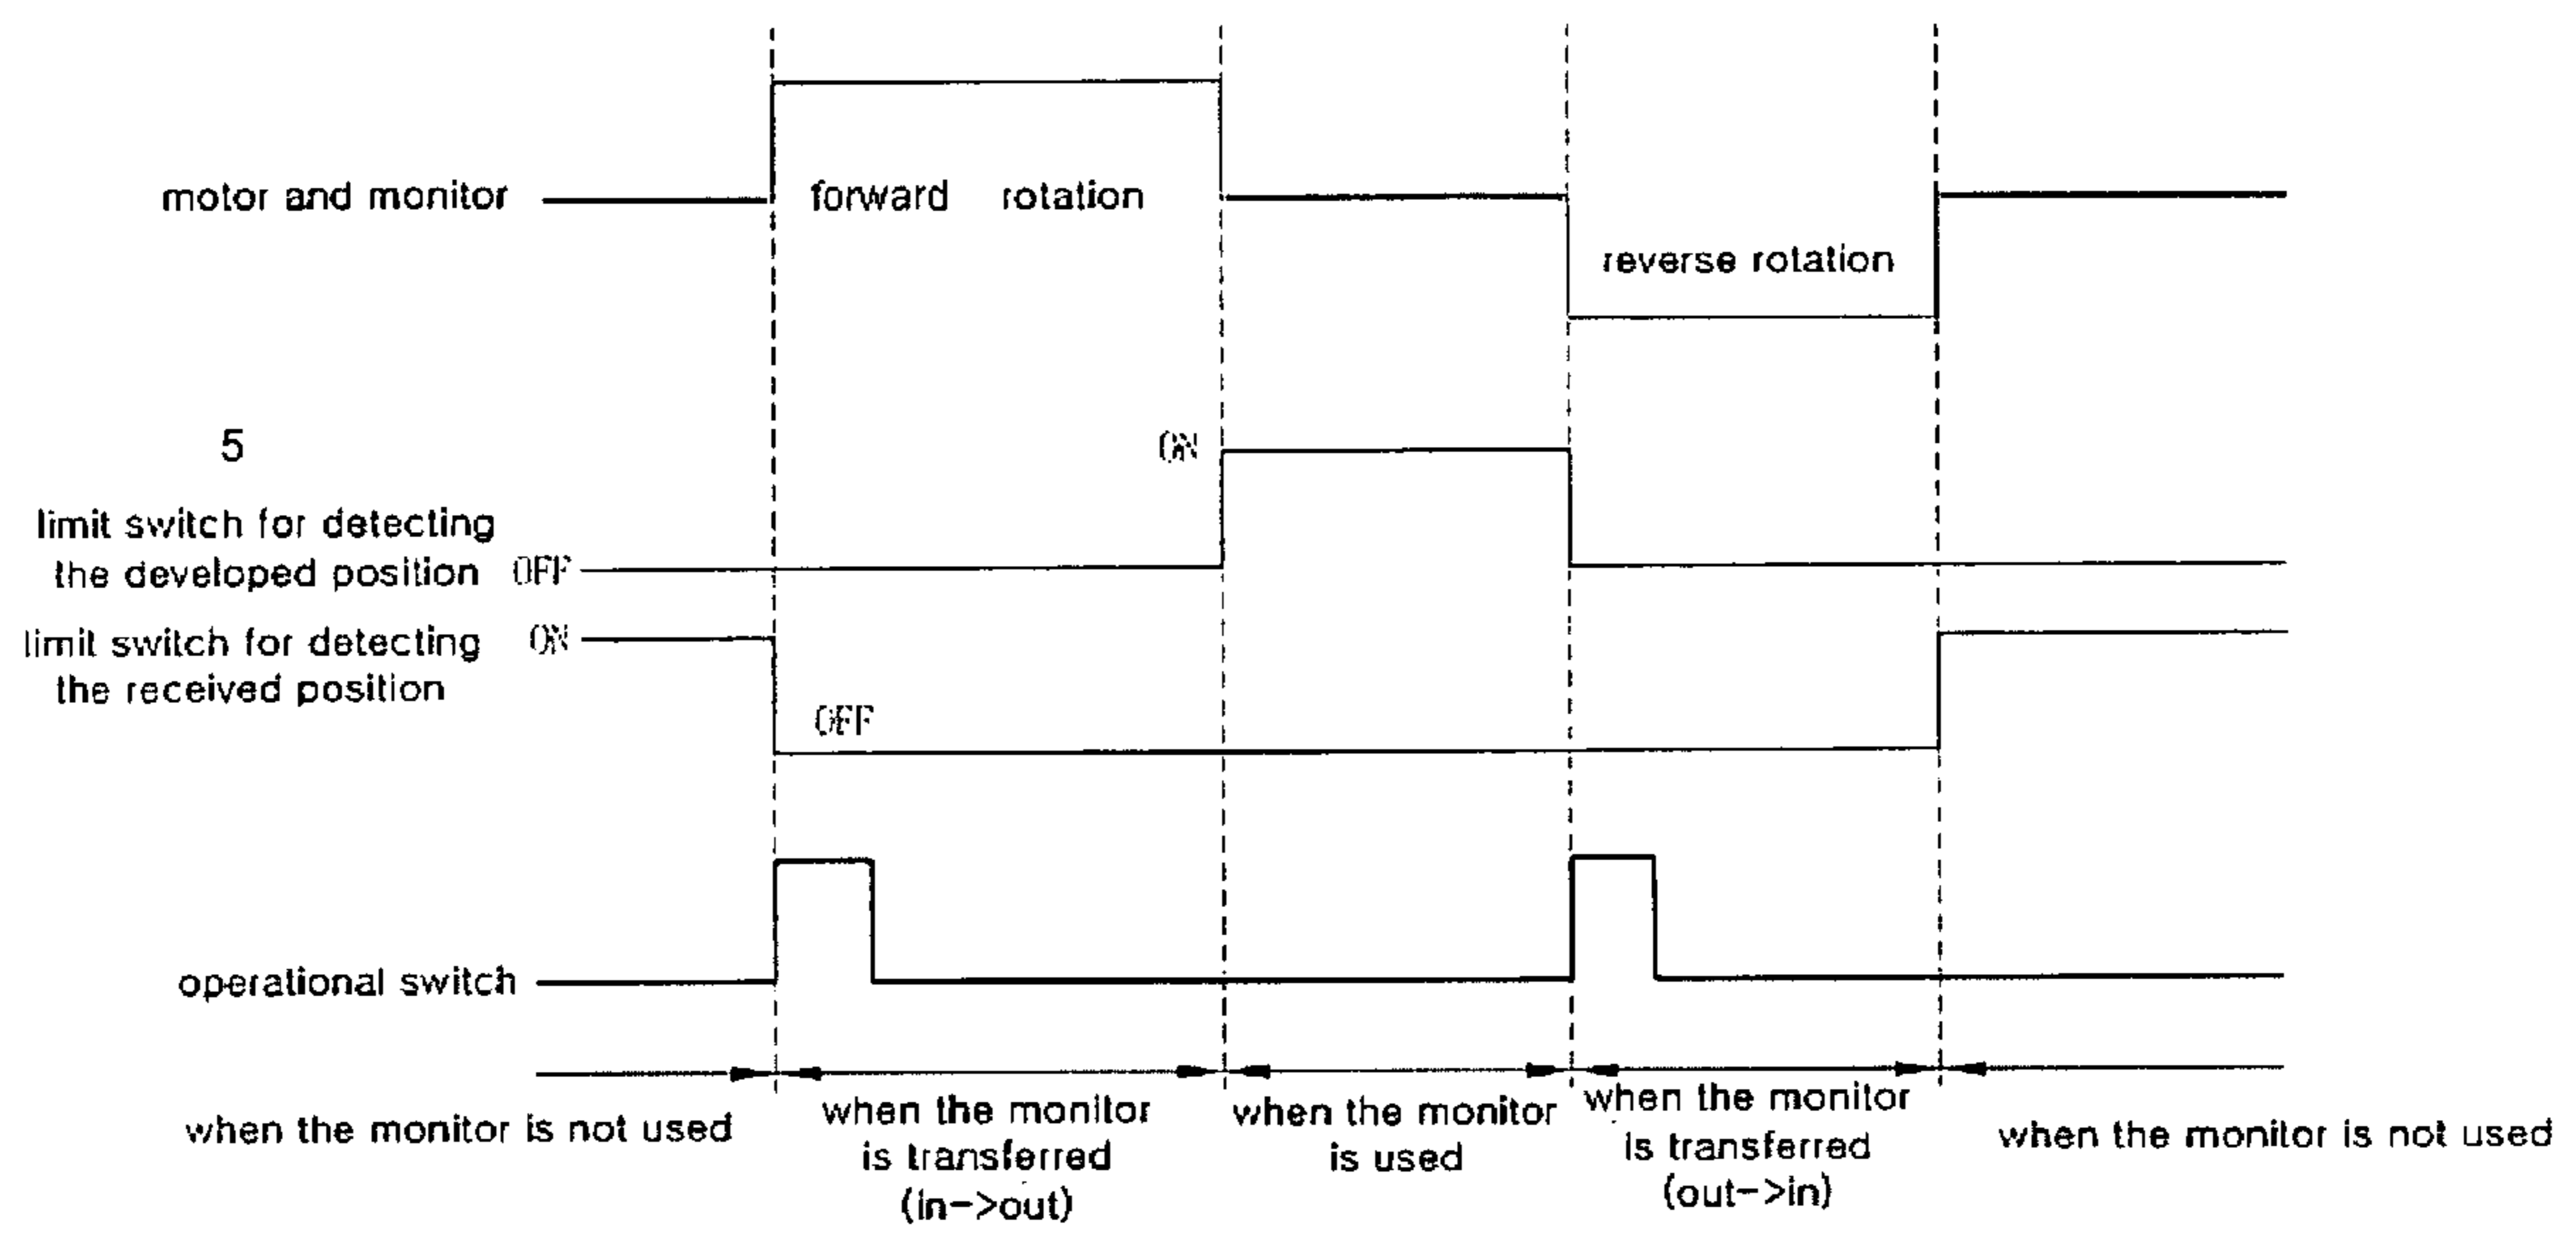 motor and monitor
forward rotation
reverse rotation
5
ON
limit switch for detecting
the developed position OFF
limit switch for detecting ON
the received position
OFF
operational switch
when the monitor is not used
when the monitor
is transferred
(in->out)
when the monitor
is used
when the monitor
is transferred
(out->in)
when the monitor is not used